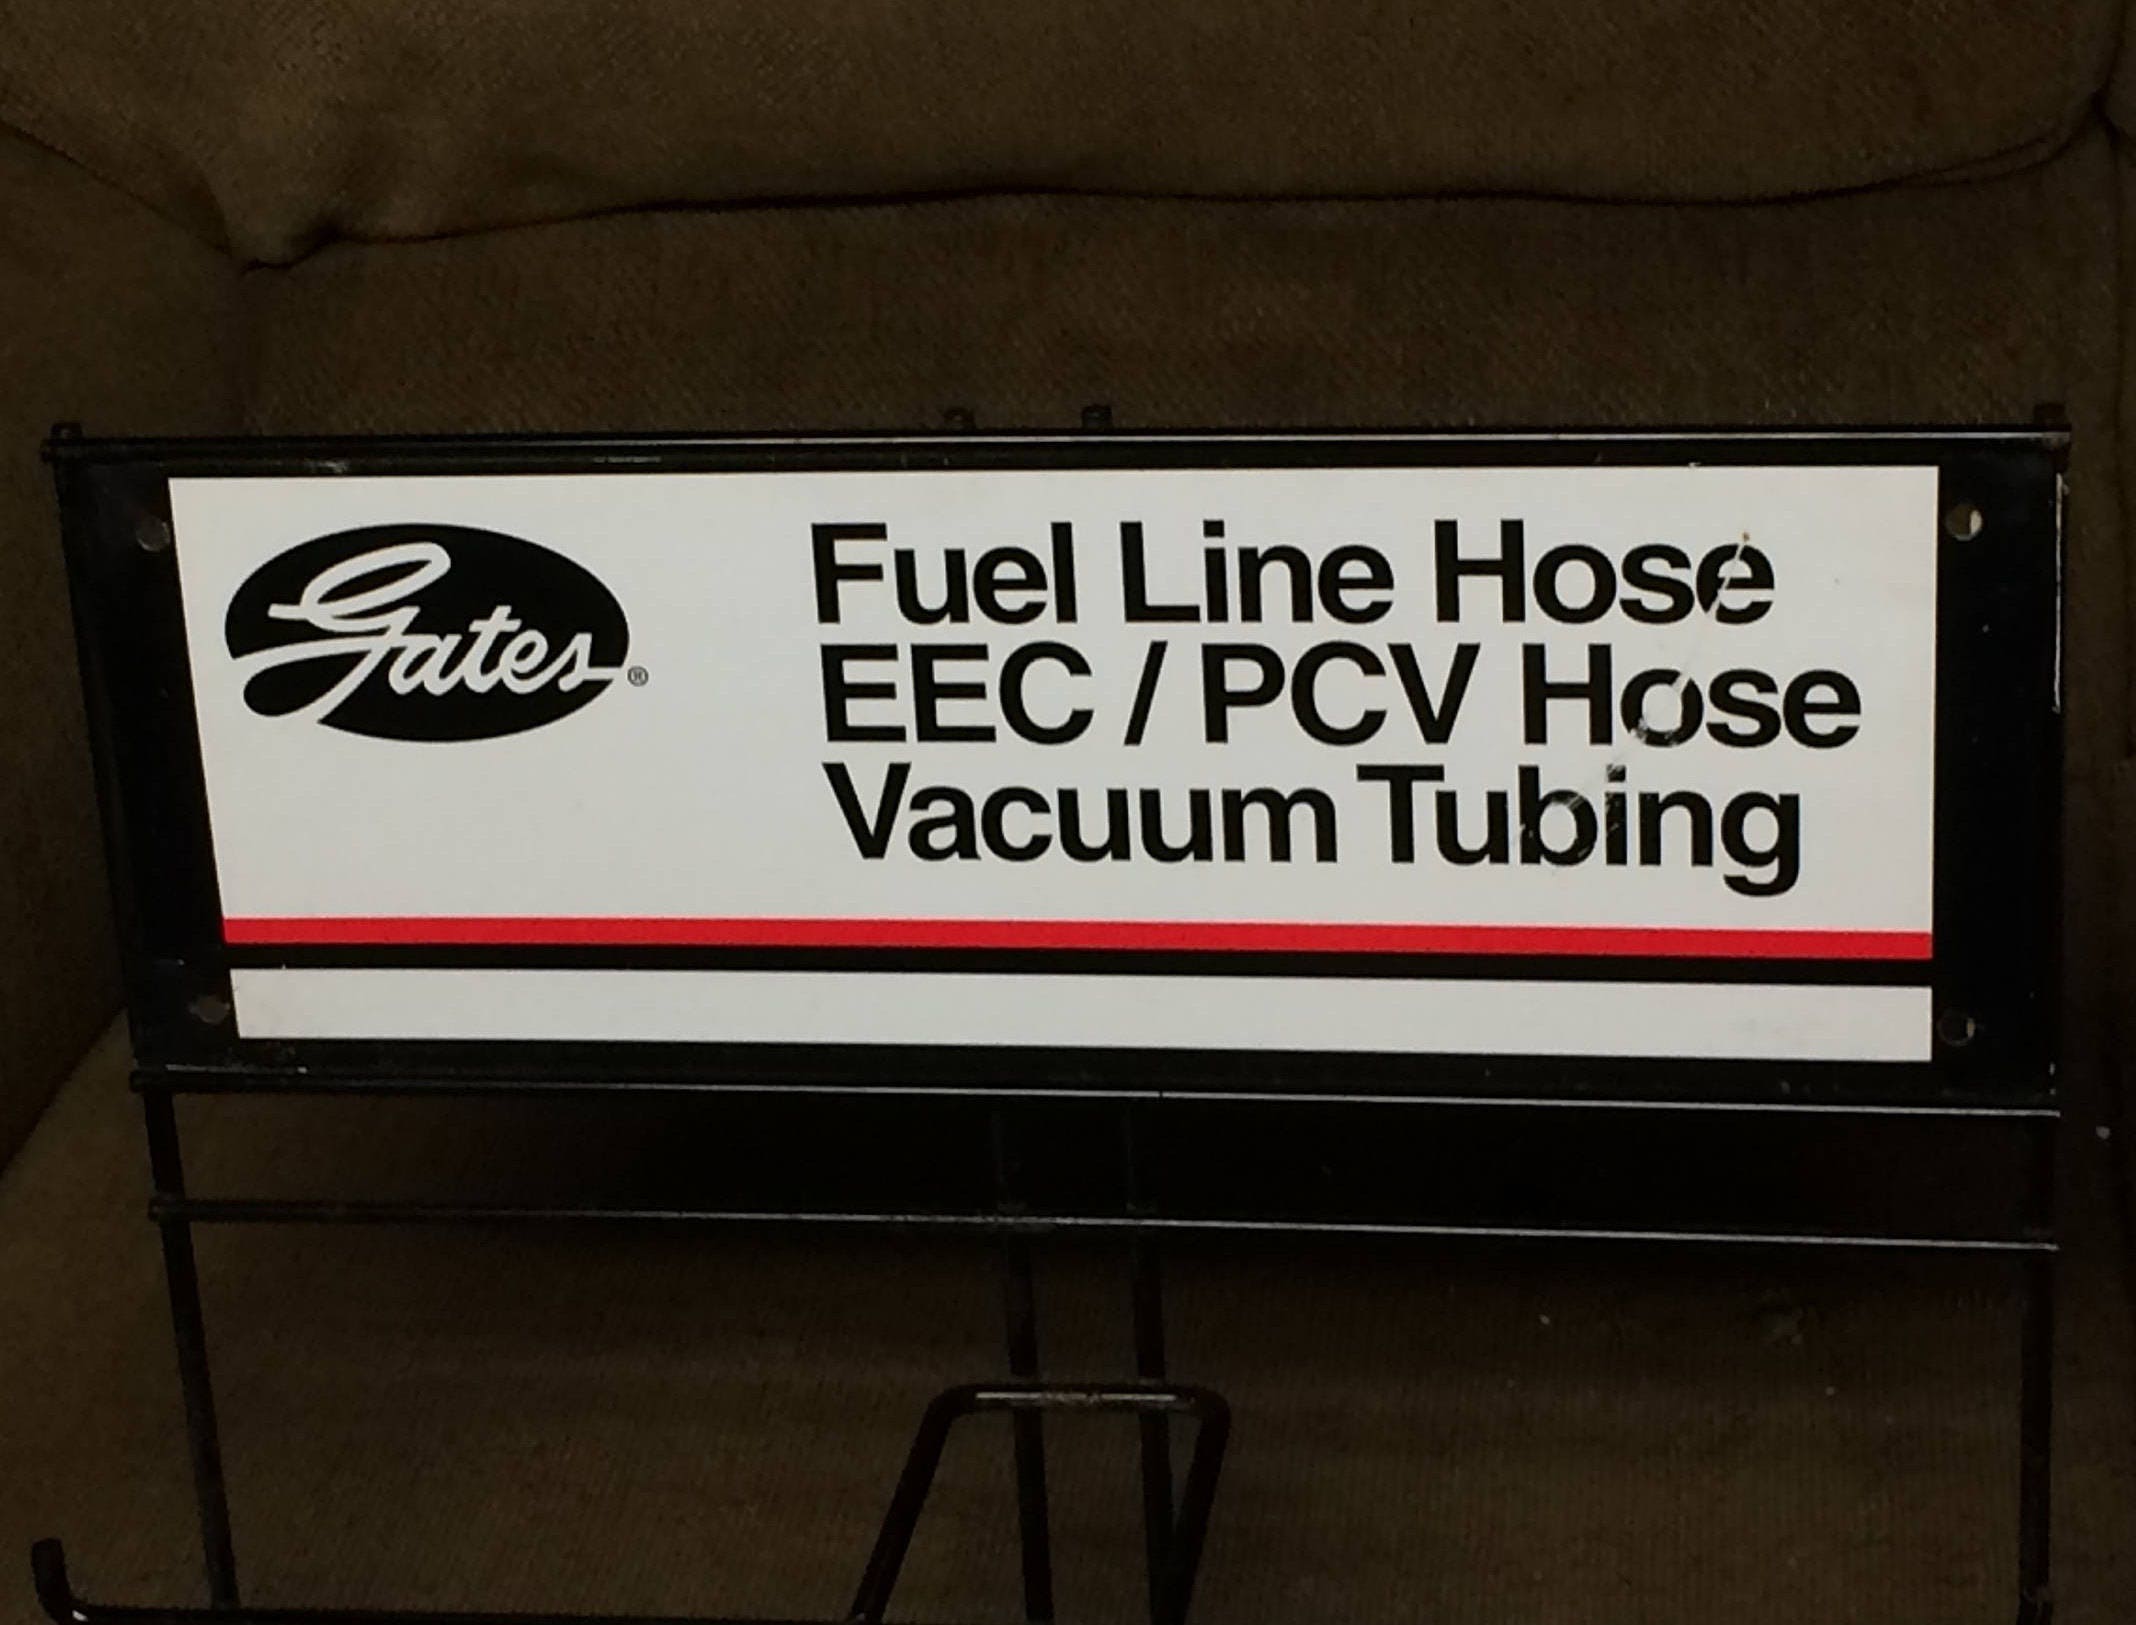 Gates®
Fuel Line Hose
EEC / PCV Hose
Vacuum Tubing